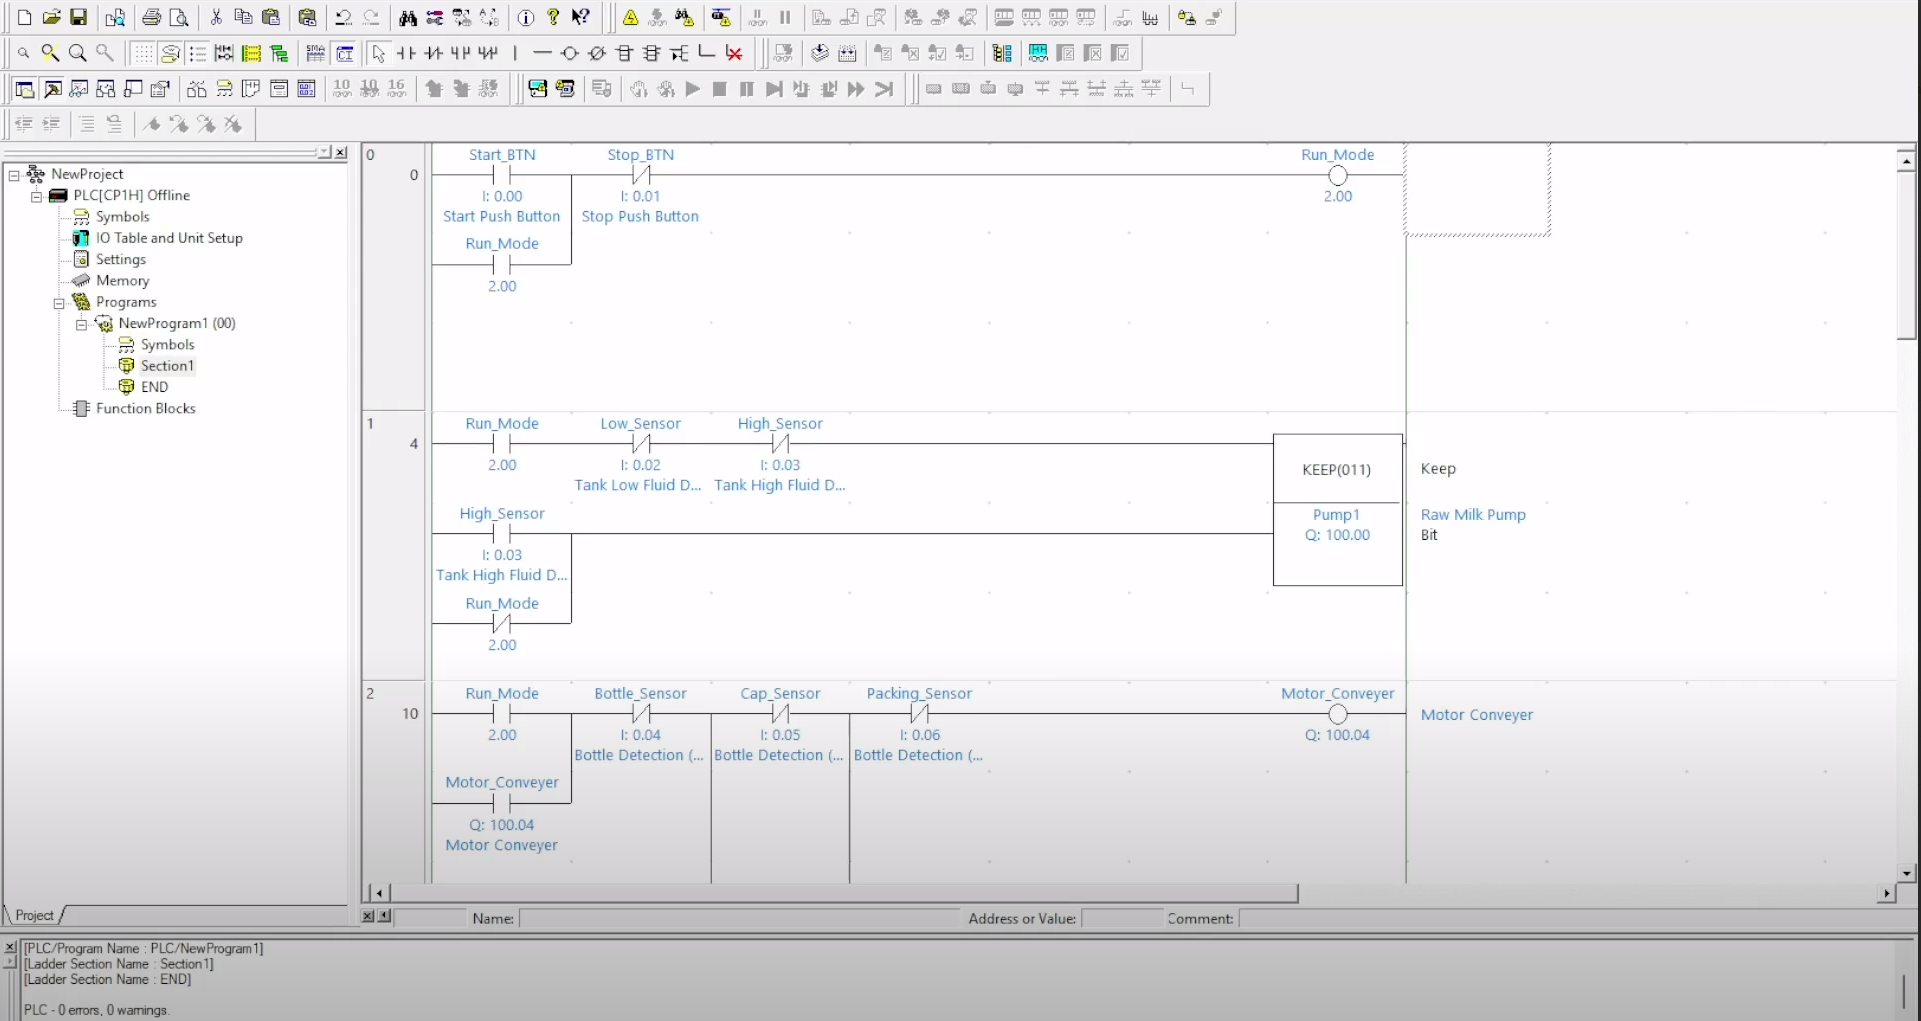 SMA
CI
10
10
16
NewProject
PLC[CP1H] Offline
Symbols
IO Table and Unit Setup
Settings
Memory
Programs
NewProgram1 (00)
Symbols
Section1
END
Function Blocks
Project
0
0
Start_BTN
I: 0.00
Start Push Button
Stop_BTN
I: 0.01
Stop Push Button
Run_Mode
2.00
Run_Mode
2.00
1
4
Run_Mode
2.00
Low_Sensor
I: 0.02
Tank Low Fluid D...
High_Sensor
I: 0.03
Tank High Fluid D...
KEEP(011)
Keep
Pump1
Q: 100.00
Raw Milk Pump
Bit
High_Sensor
I: 0.03
Tank High Fluid D...
Run_Mode
2.00
2
10
Run_Mode
2.00
Bottle_Sensor
I: 0.04
Bottle Detection (...
Cap_Sensor
I: 0.05
Bottle Detection (...
Packing_Sensor
I: 0.06
Bottle Detection (...
Motor_Conveyer
Q: 100.04
Motor Conveyer
Motor_Conveyer
Q: 100.04
Motor Conveyer
Name:
Address or Value:
Comment:
[PLC/Program Name : PLC/NewProgram1]
[Ladder Section Name : Section1]
[Ladder Section Name : END]
PLC - 0 errors, 0 warnings.